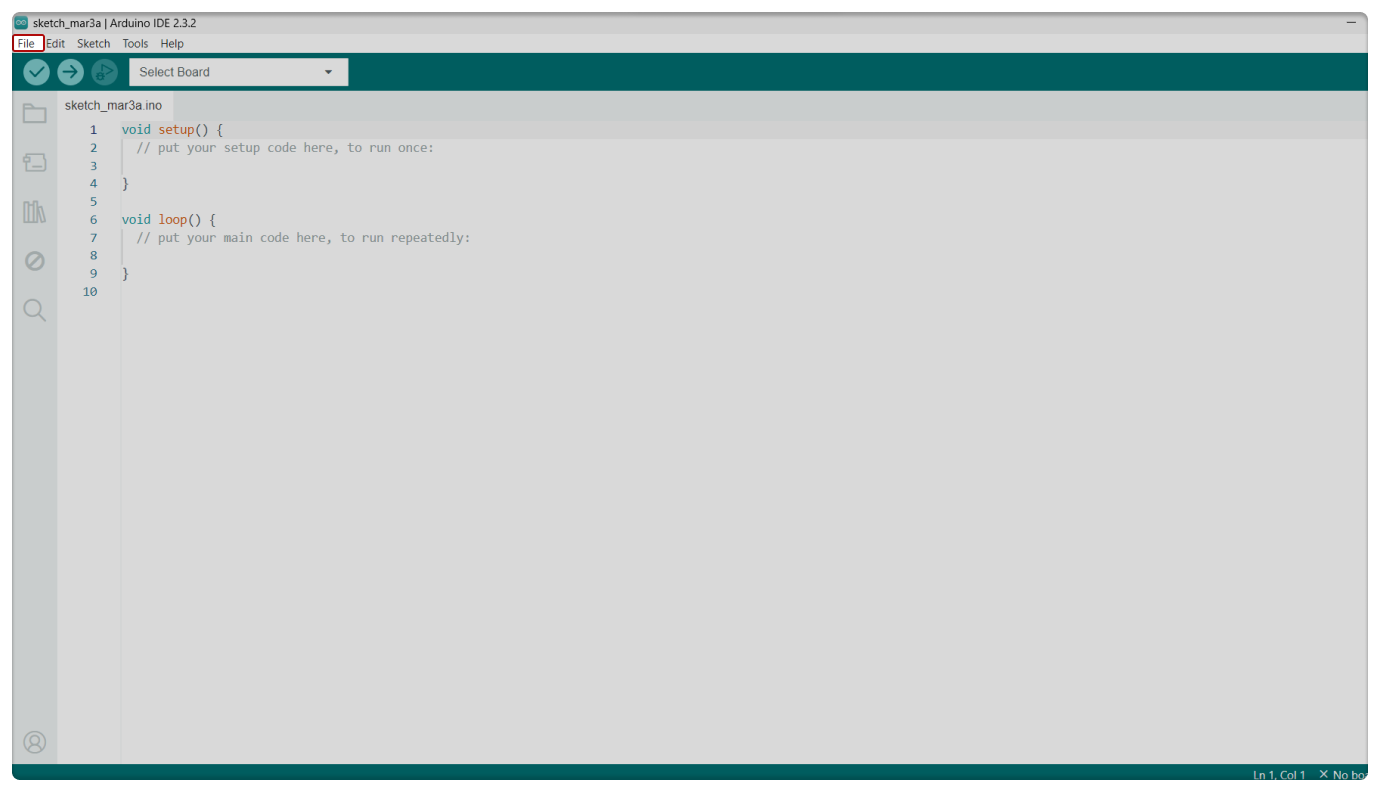 sketch_mar3a | Arduino IDE 2.3.2
File Edit Sketch Tools Help
Select Board
sketch_mar3a.ino
1 void setup() {
2 // put your setup code here, to run once:
3
4 }
5
6 void loop() {
7 // put your main code here, to run repeatedly:
8
9 }
10
Ln 1, Col 1 No